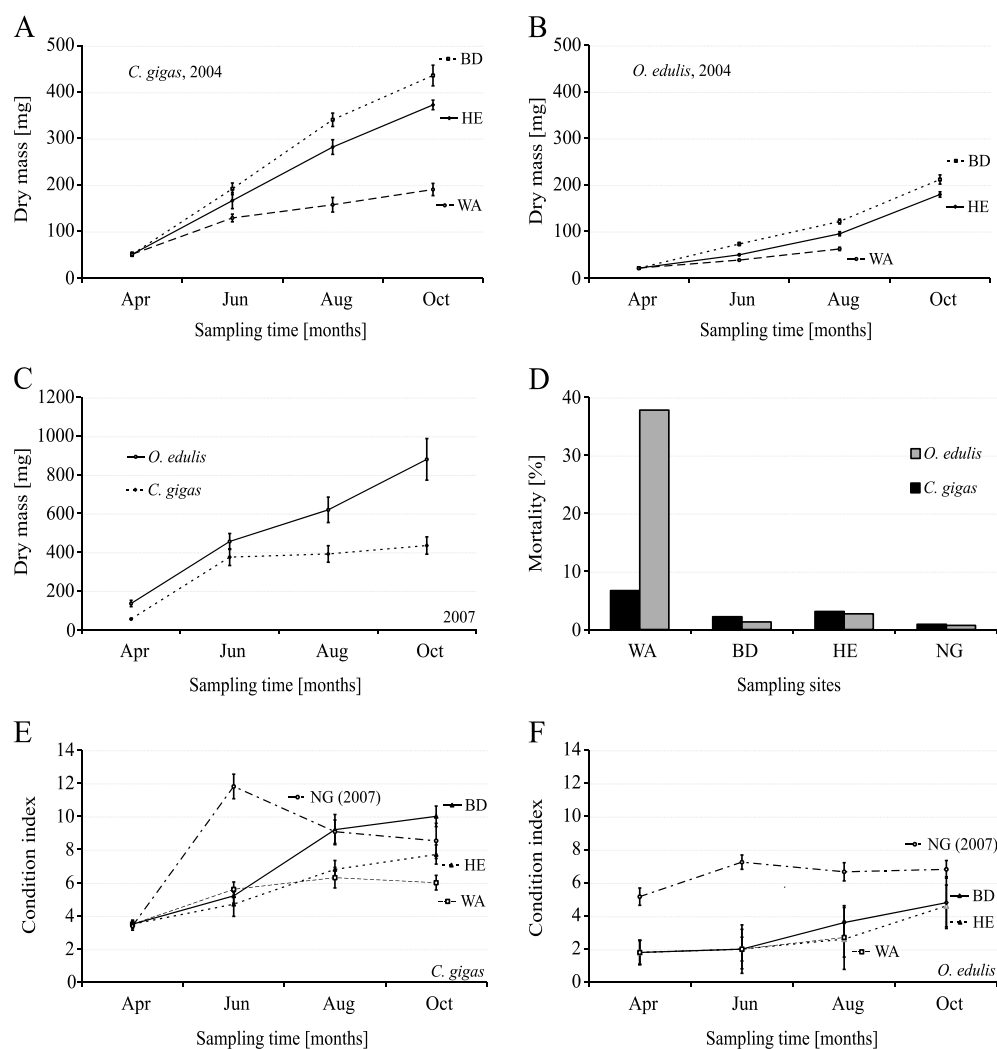 A
Dry mass [mg]
500
400
300
200
100
0
C. gigas, 2004
BD
HE
WA
Apr Jun Aug Oct
Sampling time [months]
B
Dry mass [mg]
500
400
300
200
100
0
O. edulis, 2004
BD
HE
WA
Apr Jun Aug Oct
Sampling time [months]
C
Dry mass [mg]
1200
1000
800
600
400
200
0
O. edulis
C. gigas
2007
Apr Jun Aug Oct
Sampling time [months]
D
Mortality [%]
40
30
20
10
0
O. edulis
C. gigas
WA BD HE NG
Sampling sites
E
Condition index
14
12
10
8
6
4
2
0
NG (2007)
BD
HE
WA
C. gigas
Apr Jun Aug Oct
Sampling time [months]
F
Condition index
14
12
10
8
6
4
2
0
NG (2007)
BD
HE
WA
O. edulis
Apr Jun Aug Oct
Sampling time [months]